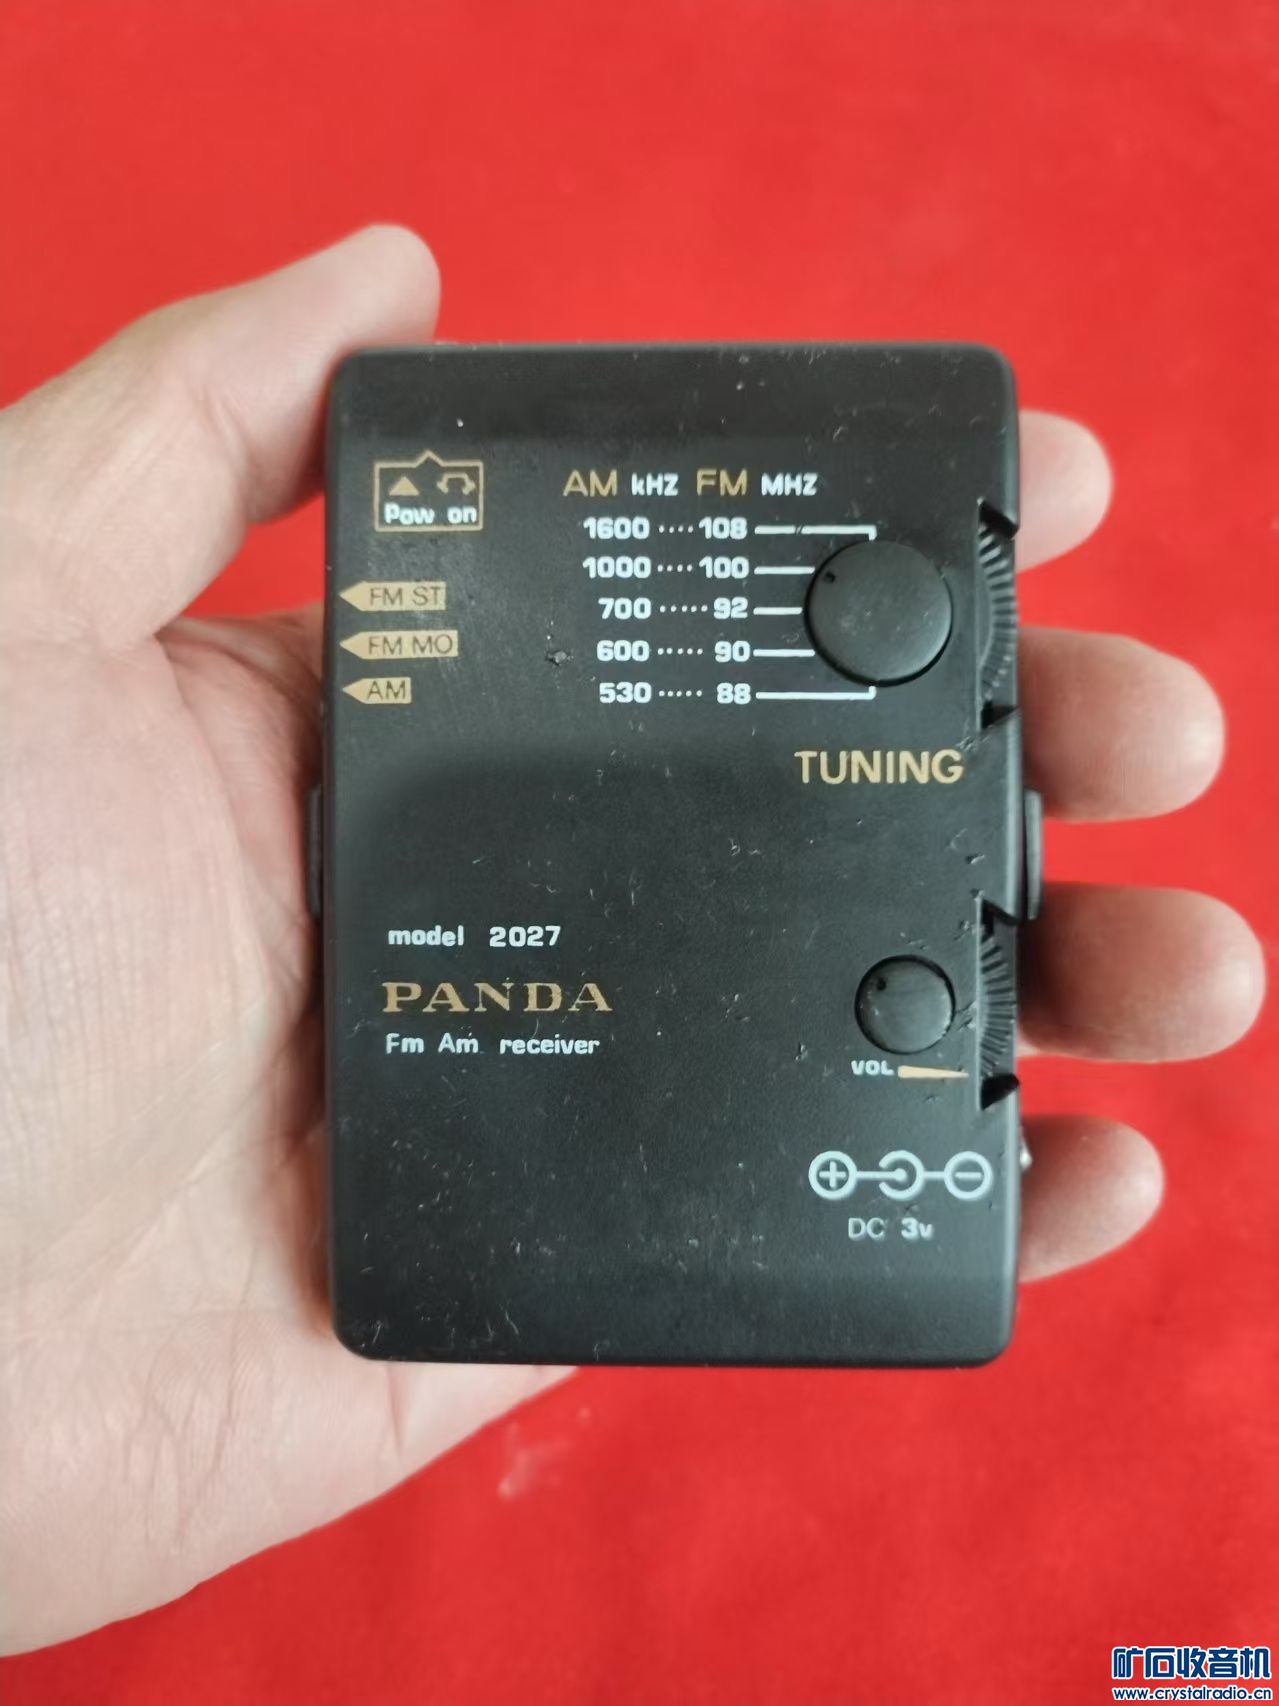 Pow on
AM kHZ FM MHZ
1600 ···· 108
1000 ···· 100
700 ····· 92
600 ····· 90
530 ····· 88
FM ST
FM MO
AM
TUNING
model 2027
PANDA
Fm Am receiver
VOL
DC 3v
矿石收音机
www.crystalradio.cn